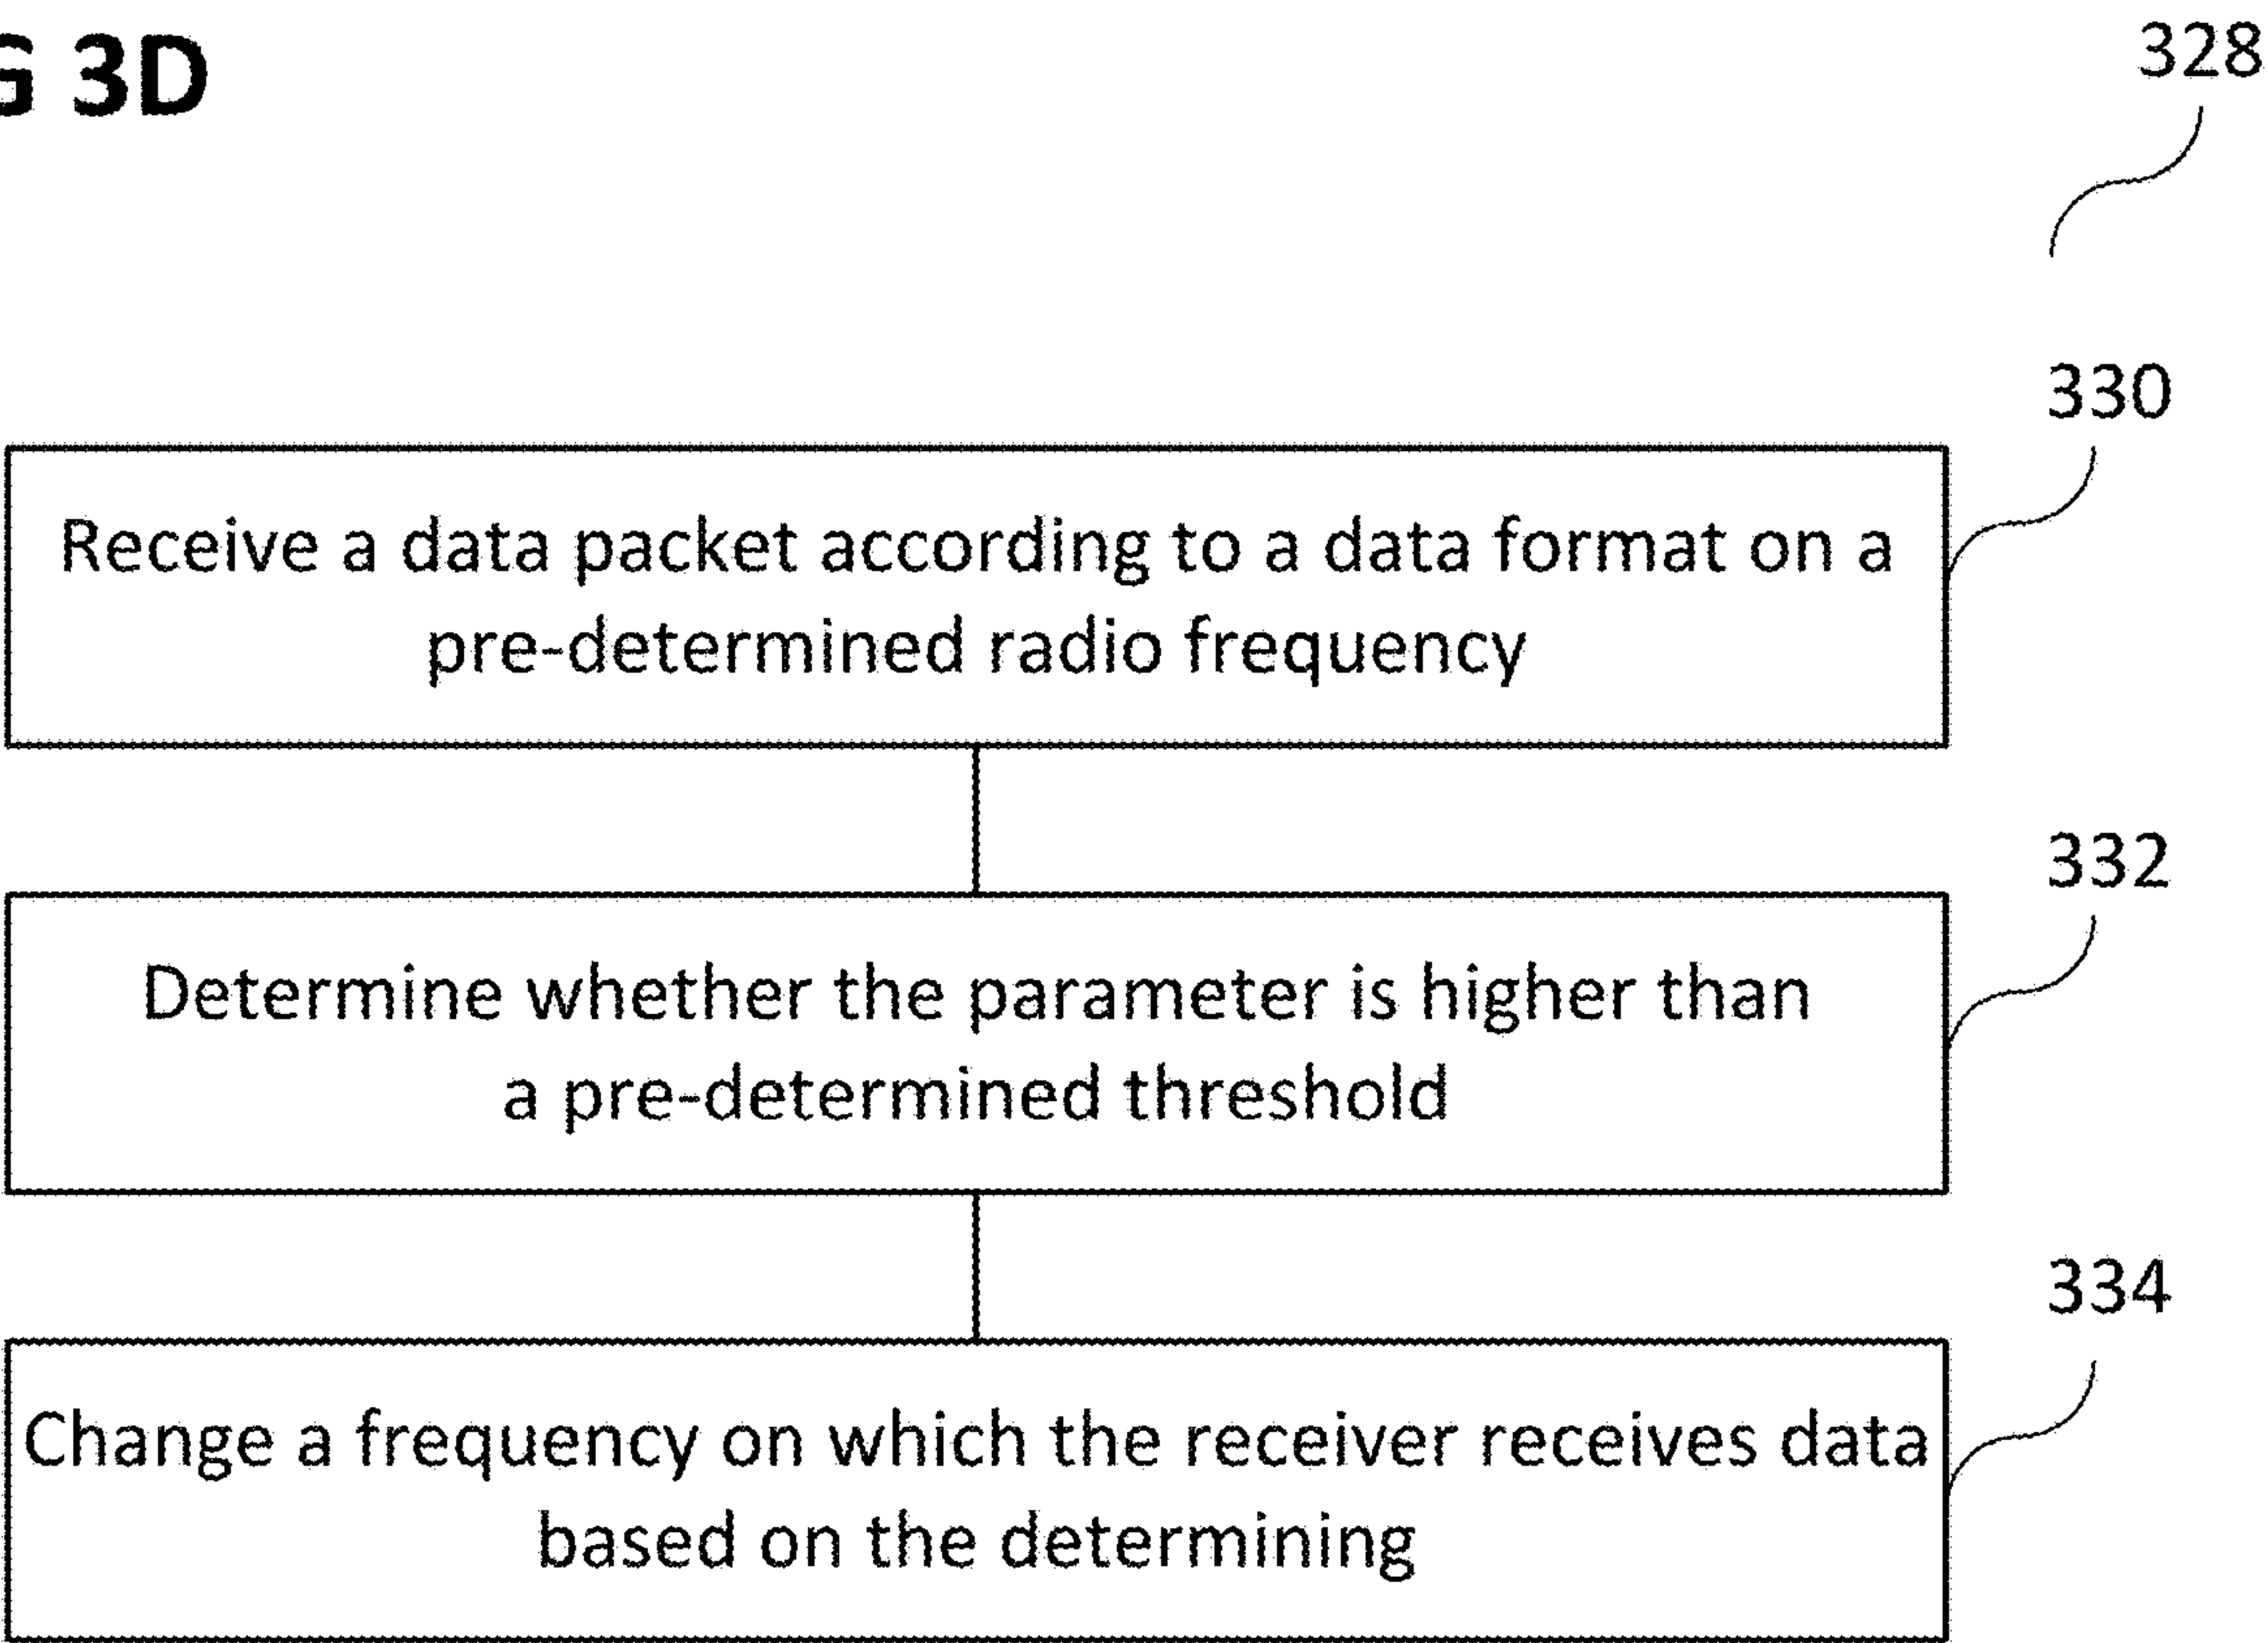 G 3D
328
330
Receive a data packet according to a data format on a
pre-determined radio frequency
332
Determine whether the parameter is higher than
a pre-determined threshold
334
Change a frequency on which the receiver receives data
based on the determining